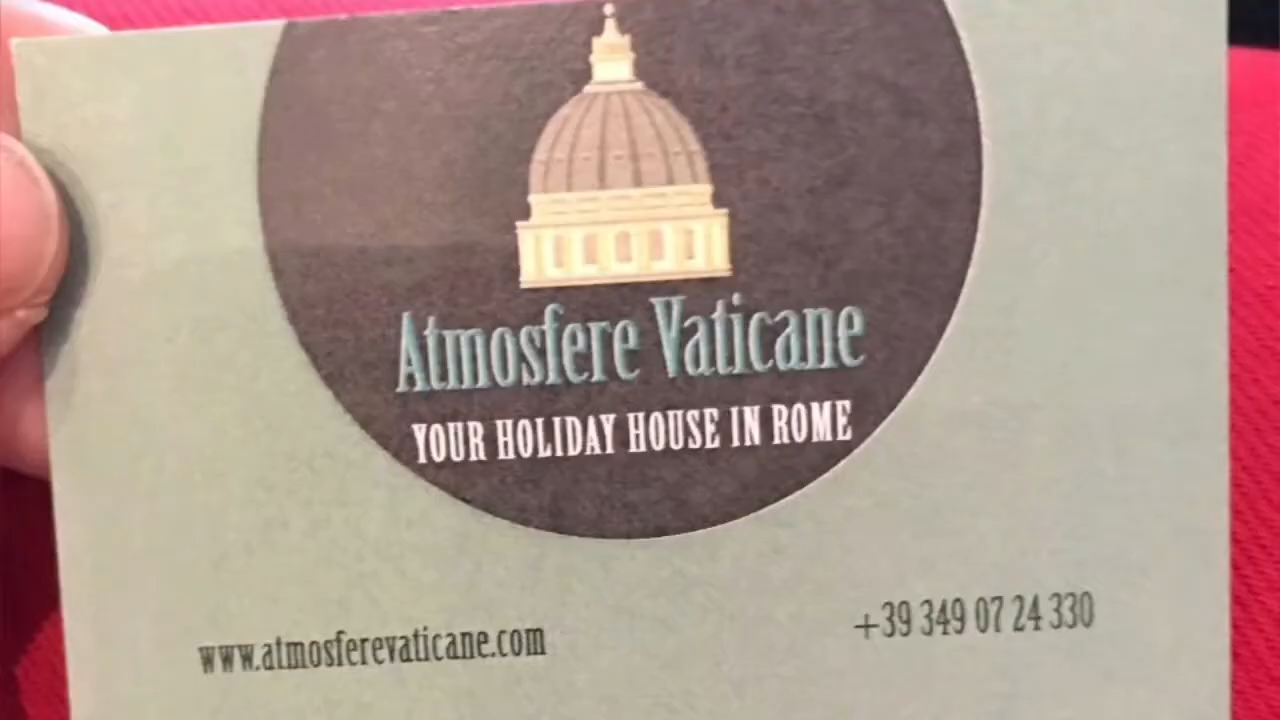 Atmosfere Vaticane
YOUR HOLIDAY HOUSE IN ROME
www.atmosferevaticane.com
+39 349 07 24 330